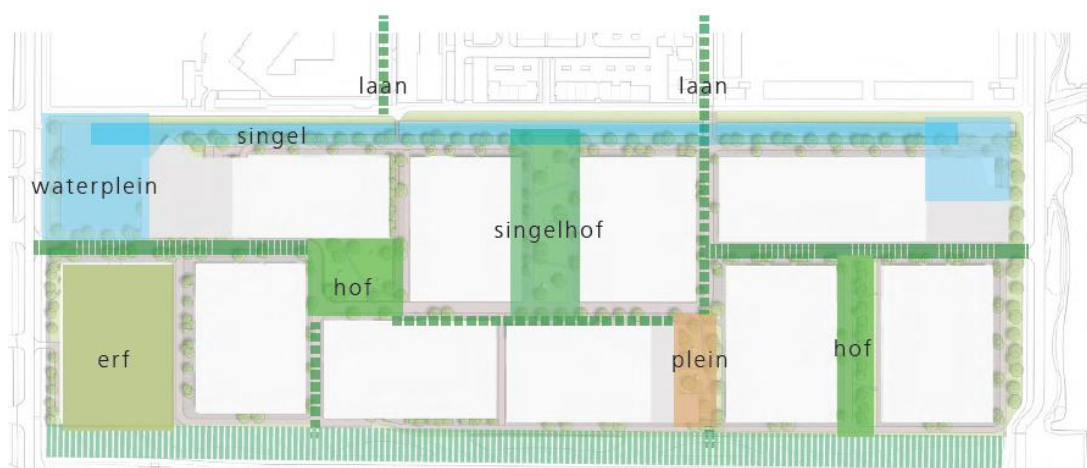 laan
laan
singel
waterplein
singelhof
hof
erf
plein
hof